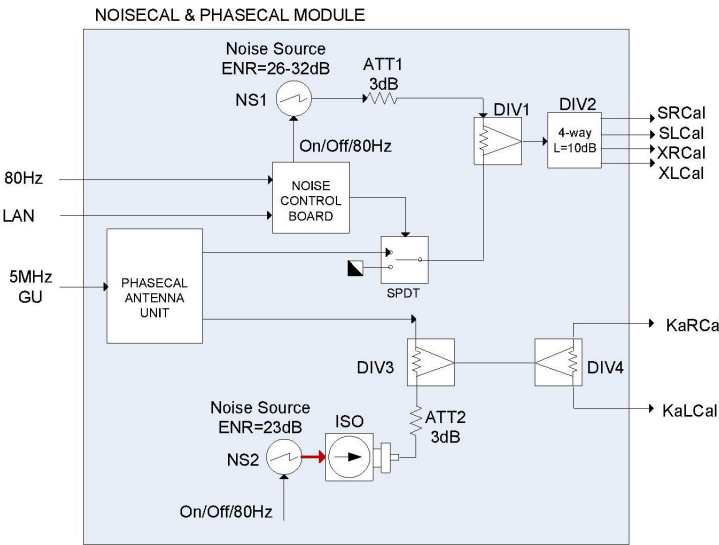 NOISECAL & PHASECAL MODULE
Noise Source
ENR=26-32dB
NS1
ATT1
3dB
DIV1
DIV2
4-way
L=10dB
SRCal
SLCal
XRCal
XLCal
On/Off/80Hz
80Hz
LAN
NOISE
CONTROL
BOARD
5MHz
GU
PHASECAL
ANTENNA
UNIT
SPDT
KaRCa
DIV3
DIV4
KaLCal
Noise Source
ENR=23dB
ISO
ATT2
3dB
NS2
On/Off/80Hz